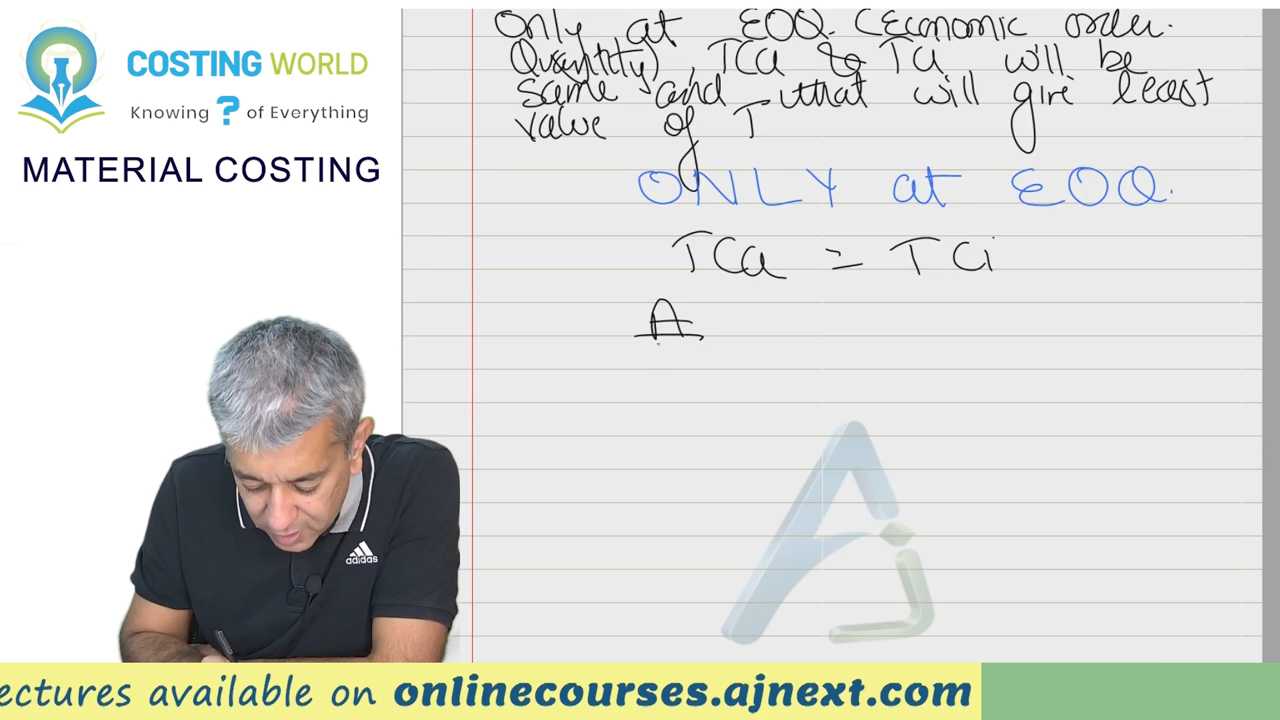 COSTING WORLD
Knowing ? of Everything
MATERIAL COSTING
Only at EOQ (Economic order.
Quantity), TCa & TCi will be
same and that will give least
value of T
ONLY at EOQ.
TCa = TCi
A
adidas
ectures available on onlinecourses.ajnext.com